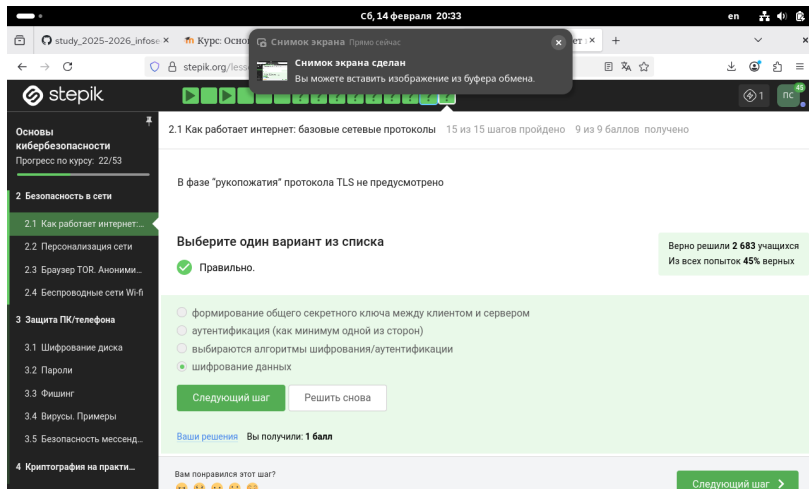 Сб, 14 февраля 20:33
en
study_2025-2026_infose
Курс: Осно
Снимок экрана Прямо сейчас
Снимок экрана сделан
Вы можете вставить изображение из буфера обмена.
stepik.org/less
stepik
1
ПС
45
Основы кибербезопасности
Прогресс по курсу: 22/53
2.1 Как работает интернет: базовые сетевые протоколы 15 из 15 шагов пройдено 9 из 9 баллов получено
2 Безопасность в сети
2.1 Как работает интернет:...
2.2 Персонализация сети
2.3 Браузер TOR. Аноними...
2.4 Беспроводные сети Wi-fi
3 Защита ПК/телефона
3.1 Шифрование диска
3.2 Пароли
3.3 Фишинг
3.4 Вирусы. Примеры
3.5 Безопасность мессенд...
4 Криптография на практи...
В фазе "рукопожатия" протокола TLS не предусмотрено
Выберите один вариант из списка
Правильно.
Верно решили 2 683 учащихся
Из всех попыток 45% верных
формирование общего секретного ключа между клиентом и сервером
аутентификация (как минимум одной из сторон)
выбираются алгоритмы шифрования/аутентификации
шифрование данных
Следующий шаг
Решить снова
Ваши решения Вы получили: 1 балл
Вам понравился этот шаг?
Следующий шаг